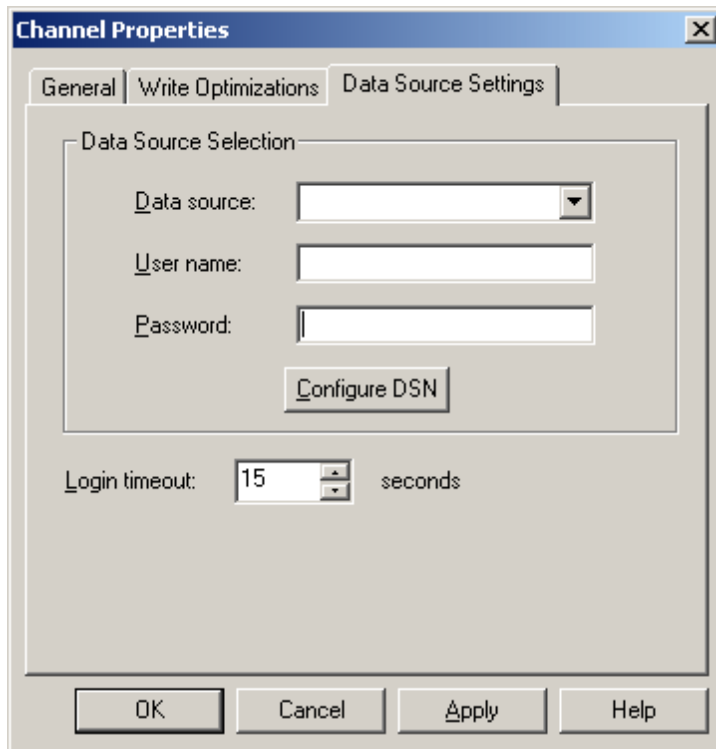 Channel Properties
General Write Optimizations Data Source Settings
Data Source Selection
Data source:
User name:
Password:
Configure DSN
Login timeout: 15 seconds
OK Cancel Apply Help